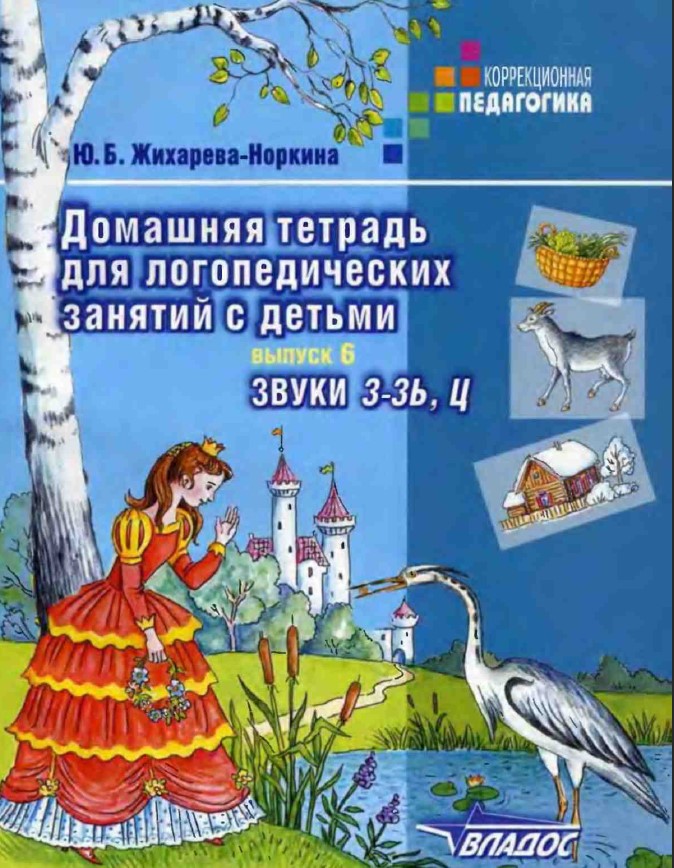 КОРРЕКЦИОННАЯ
ПЕДАГОГИКА
Ю. Б. Жихарева-Норкина
Домашняя тетрадь
для логопедических
занятий с детьми
ВЫПУСК 6
ЗВУКИ З-ЗЬ, Ц
ВЛАДОС